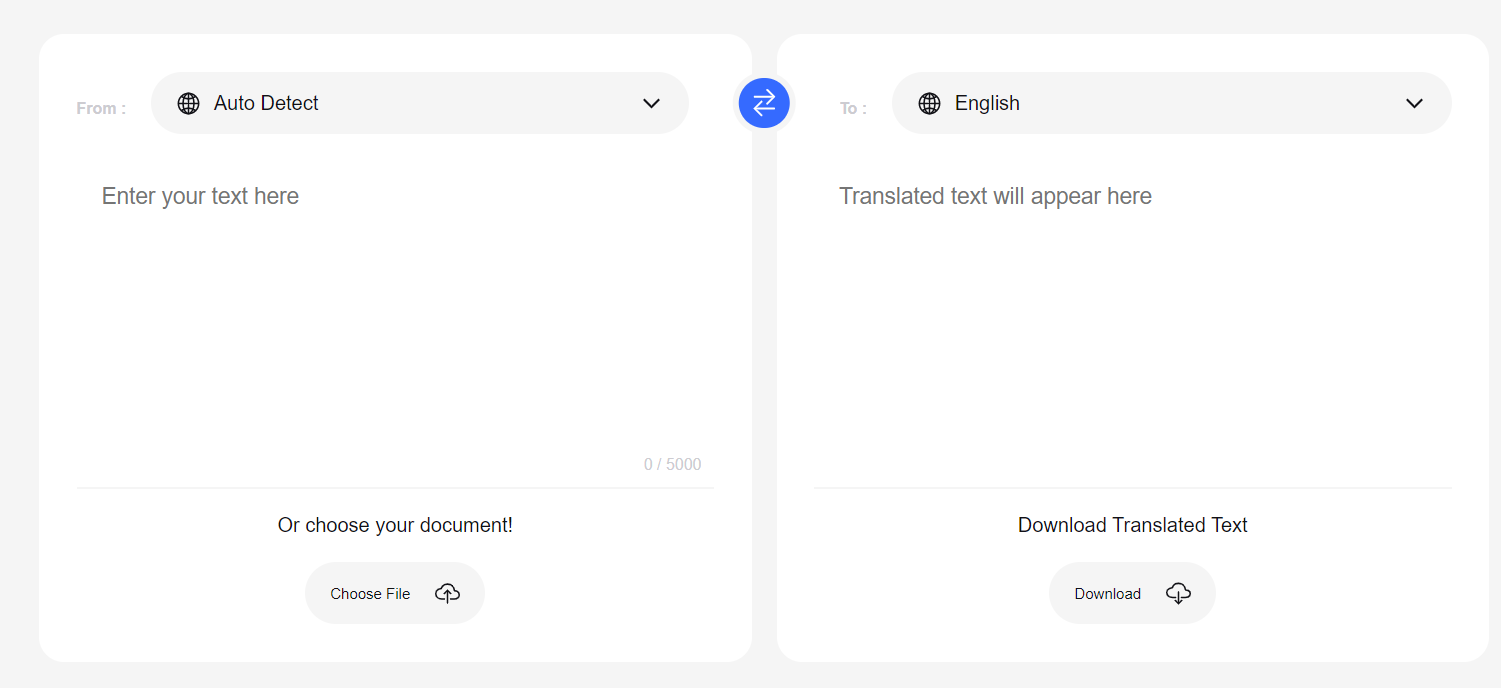 From :
Auto Detect
To :
English
Enter your text here
Translated text will appear here
0 / 5000
Or choose your document!
Download Translated Text
Choose File
Download